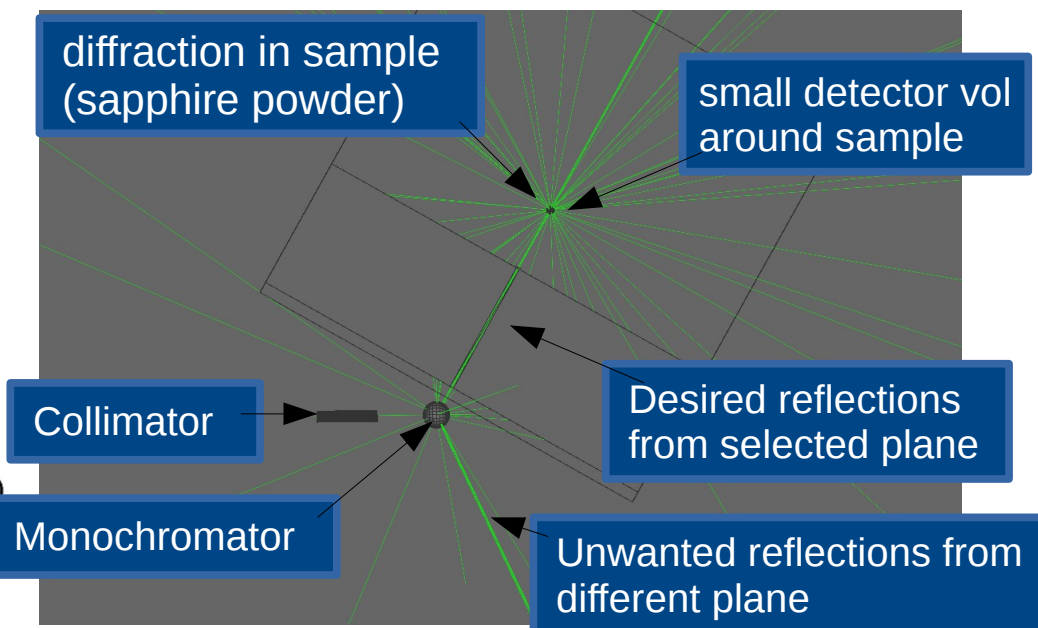 diffraction in sample
(sapphire powder)
small detector vol
around sample
Desired reflections
from selected plane
Collimator
Monochromator
Unwanted reflections from
different plane